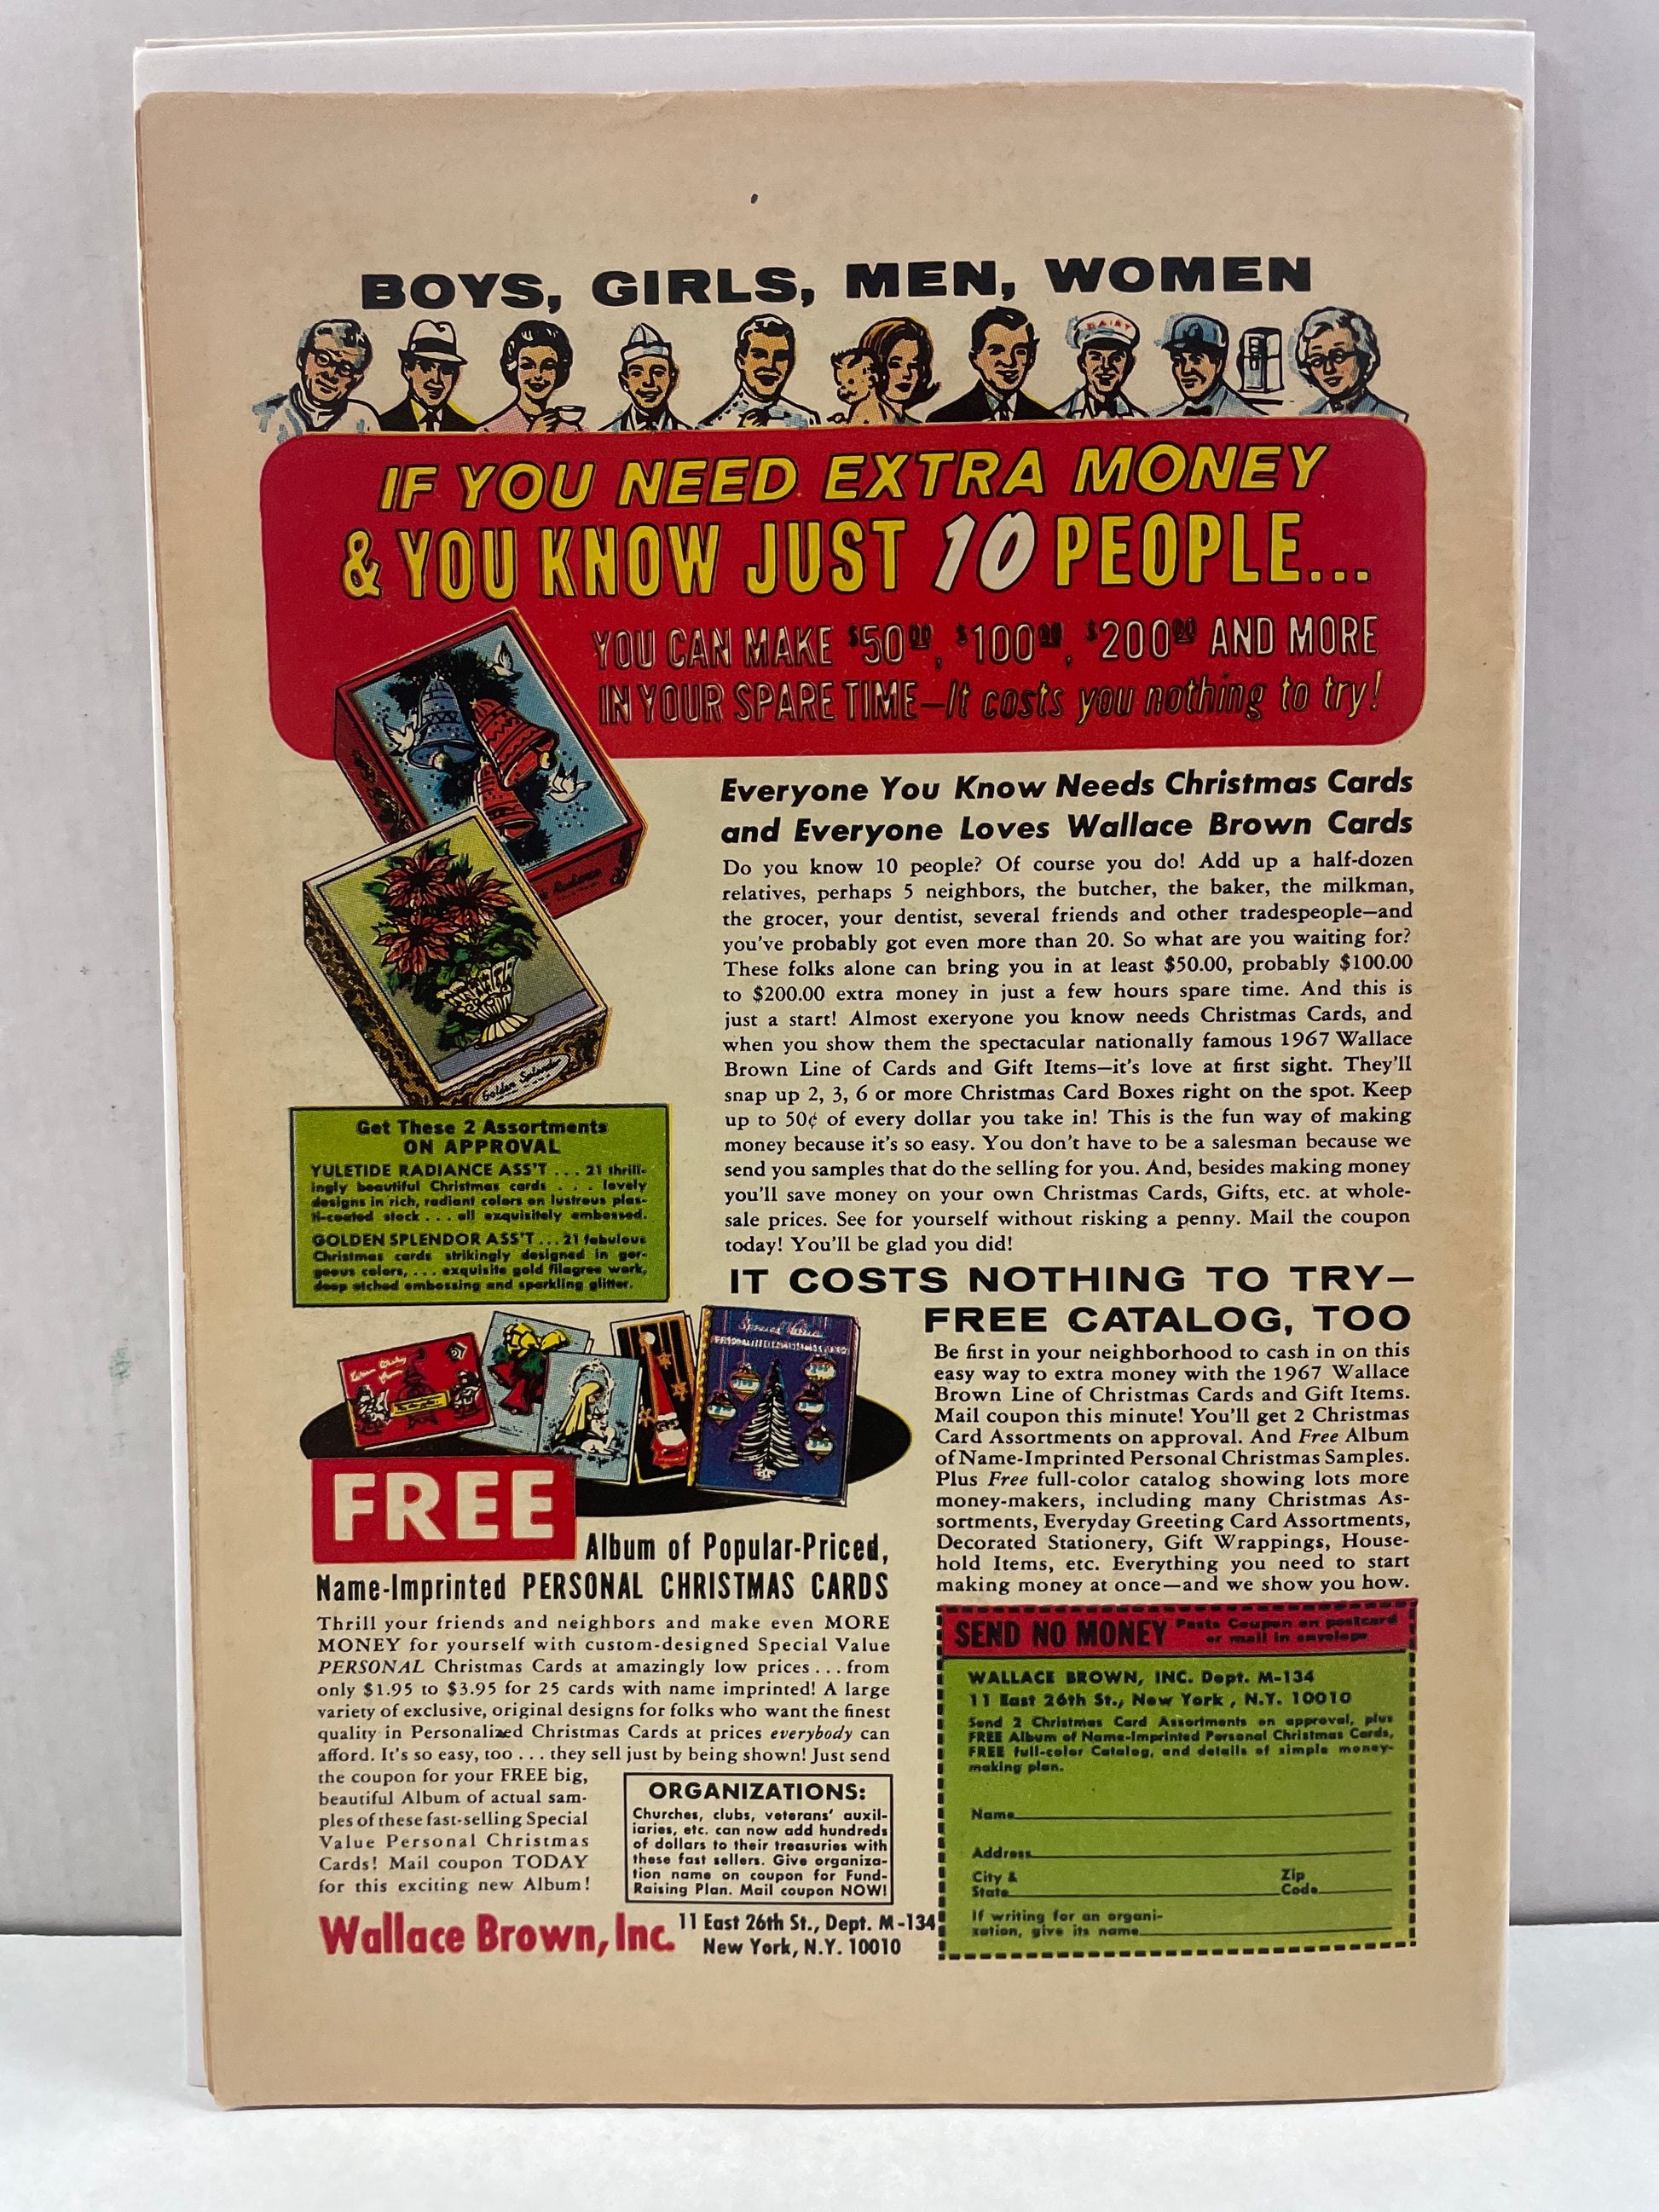 BOYS, GIRLS, MEN, WOMEN
DAIRY
IF YOU NEED EXTRA MONEY
& YOU KNOW JUST 10 PEOPLE...
YOU CAN MAKE $50.00, $100.00, $200.00 AND MORE
IN YOUR SPARE TIME—It costs you nothing to try!
Golden Splendor
Everyone You Know Needs Christmas Cards
and Everyone Loves Wallace Brown Cards
Do you know 10 people? Of course you do! Add up a half-dozen
relatives, perhaps 5 neighbors, the butcher, the baker, the milkman,
the grocer, your dentist, several friends and other tradespeople—and
you've probably got even more than 20. So what are you waiting for?
These folks alone can bring you in at least $50.00, probably $100.00
to $200.00 extra money in just a few hours spare time. And this is
just a start! Almost exeryone you know needs Christmas Cards, and
when you show them the spectacular nationally famous 1967 Wallace
Brown Line of Cards and Gift Items—it's love at first sight. They'll
snap up 2, 3, 6 or more Christmas Card Boxes right on the spot. Keep
up to 50¢ of every dollar you take in! This is the fun way of making
money because it's so easy. You don't have to be a salesman because we
send you samples that do the selling for you. And, besides making money
you'll save money on your own Christmas Cards, Gifts, etc. at whole-
sale prices. See for yourself without risking a penny. Mail the coupon
today! You'll be glad you did!
Get These 2 Assortments
ON APPROVAL
YULETIDE RADIANCE ASS'T ... 21 thrill-
ingly beautiful Christmas cards . . . lovely
designs in rich, radiant colors on lustrous plas-
ti-coated stock . . . all exquisitely embossed.
GOLDEN SPLENDOR ASS'T ... 21 fabulous
Christmas cards strikingly designed in gor-
geous colors, . . . exquisite gold filagree work,
deep etched embossing and sparkling glitter.
IT COSTS NOTHING TO TRY—
FREE CATALOG, TOO
Be first in your neighborhood to cash in on this
easy way to extra money with the 1967 Wallace
Brown Line of Christmas Cards and Gift Items.
Mail coupon this minute! You'll get 2 Christmas
Card Assortments on approval. And Free Album
of Name-Imprinted Personal Christmas Samples.
Plus Free full-color catalog showing lots more
money-makers, including many Christmas As-
sortments, Everyday Greeting Card Assortments,
Decorated Stationery, Gift Wrappings, House-
hold Items, etc. Everything you need to start
making money at once—and we show you how.
Special Value
FREE
Album of Popular-Priced,
Name-Imprinted PERSONAL CHRISTMAS CARDS
Thrill your friends and neighbors and make even MORE
MONEY for yourself with custom-designed Special Value
PERSONAL Christmas Cards at amazingly low prices . . . from
only $1.95 to $3.95 for 25 cards with name imprinted! A large
variety of exclusive, original designs for folks who want the finest
quality in Personalized Christmas Cards at prices everybody can
afford. It's so easy, too . . . they sell just by being shown! Just send
the coupon for your FREE big,
beautiful Album of actual sam-
ples of these fast-selling Special
Value Personal Christmas
Cards! Mail coupon TODAY
for this exciting new Album!
ORGANIZATIONS:
Churches, clubs, veterans' auxil-
iaries, etc. can now add hundreds
of dollars to their treasuries with
these fast sellers. Give organiza-
tion name on coupon for Fund-
Raising Plan. Mail coupon NOW!
Wallace Brown, Inc. 11 East 26th St., Dept. M-134
New York, N.Y. 10010
SEND NO MONEY Paste Coupon on postcard
or mail in envelope
WALLACE BROWN, INC. Dept. M-134
11 East 26th St., New York , N.Y. 10010
Send 2 Christmas Card Assortments on approval, plus
FREE Album of Name-Imprinted Personal Christmas Cards,
FREE full-color Catalog, and details of simple money-
making plan.
Name
Address
City & Zip
State Code
If writing for an organi-
zation, give its name